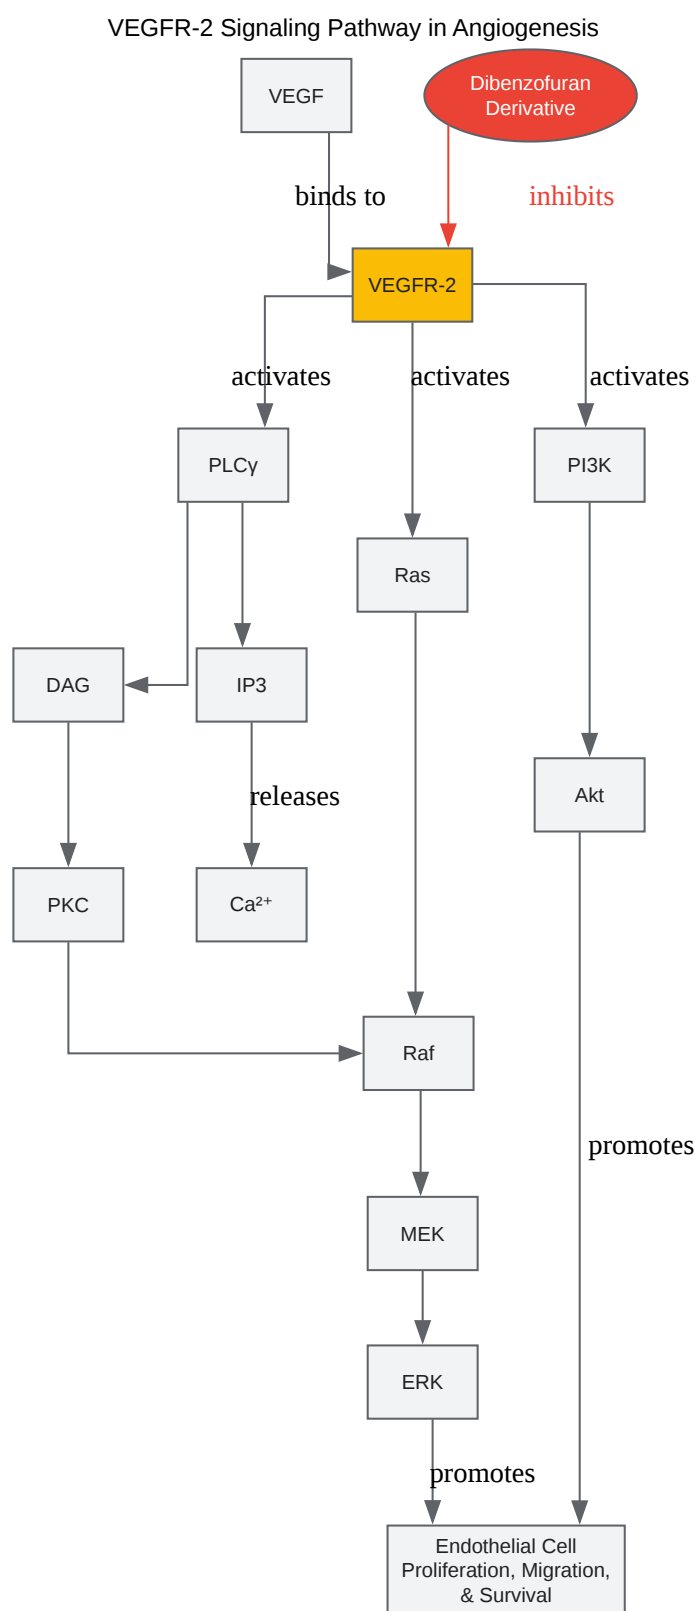 VEGFR-2 Signaling Pathway in Angiogenesis
VEGF
Dibenzofuran
Derivative
binds to
inhibits
VEGFR-2
activates
activates
activates
PLCγ
PI3K
Ras
DAG
IP3
releases
Akt
PKC
Ca²⁺
Raf
promotes
MEK
ERK
promotes
Endothelial Cell
Proliferation, Migration,
& Survival